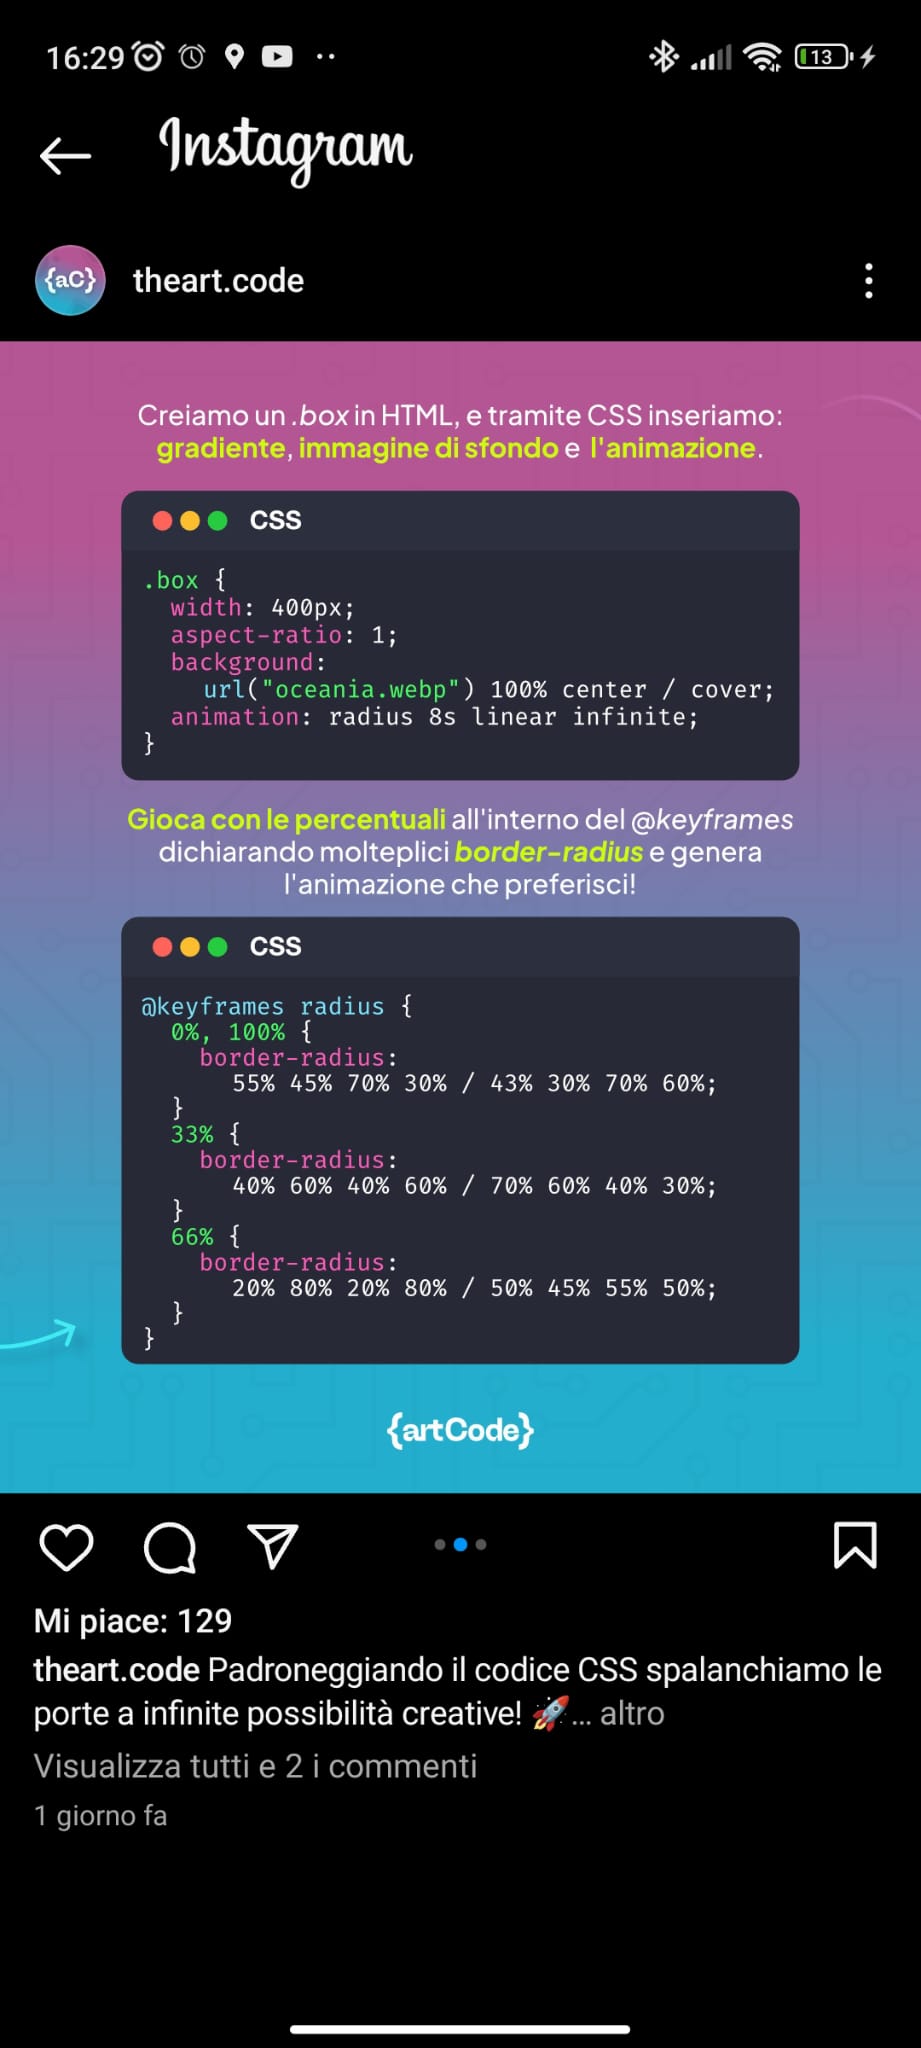 16:29
13
Instagram
{aC} theart.code
Creiamo un .box in HTML, e tramite CSS inseriamo:
gradiente, immagine di sfondo e l'animazione.
CSS
.box {
width: 400px;
aspect-ratio: 1;
background:
url("oceania.webp") 100% center / cover;
animation: radius 8s linear infinite;
}
Gioca con le percentuali all'interno del @keyframes
dichiarando molteplici border-radius e genera
l'animazione che preferisci!
CSS
@keyframes radius {
0%, 100% {
border-radius:
55% 45% 70% 30% / 43% 30% 70% 60%;
}
33% {
border-radius:
40% 60% 40% 60% / 70% 60% 40% 30%;
}
66% {
border-radius:
20% 80% 20% 80% / 50% 45% 55% 50%;
}
}
{artCode}
Mi piace: 129
theart.code Padroneggiando il codice CSS spalanchiamo le
porte a infinite possibilità creative! 🚀... altro
Visualizza tutti e 2 i commenti
1 giorno fa